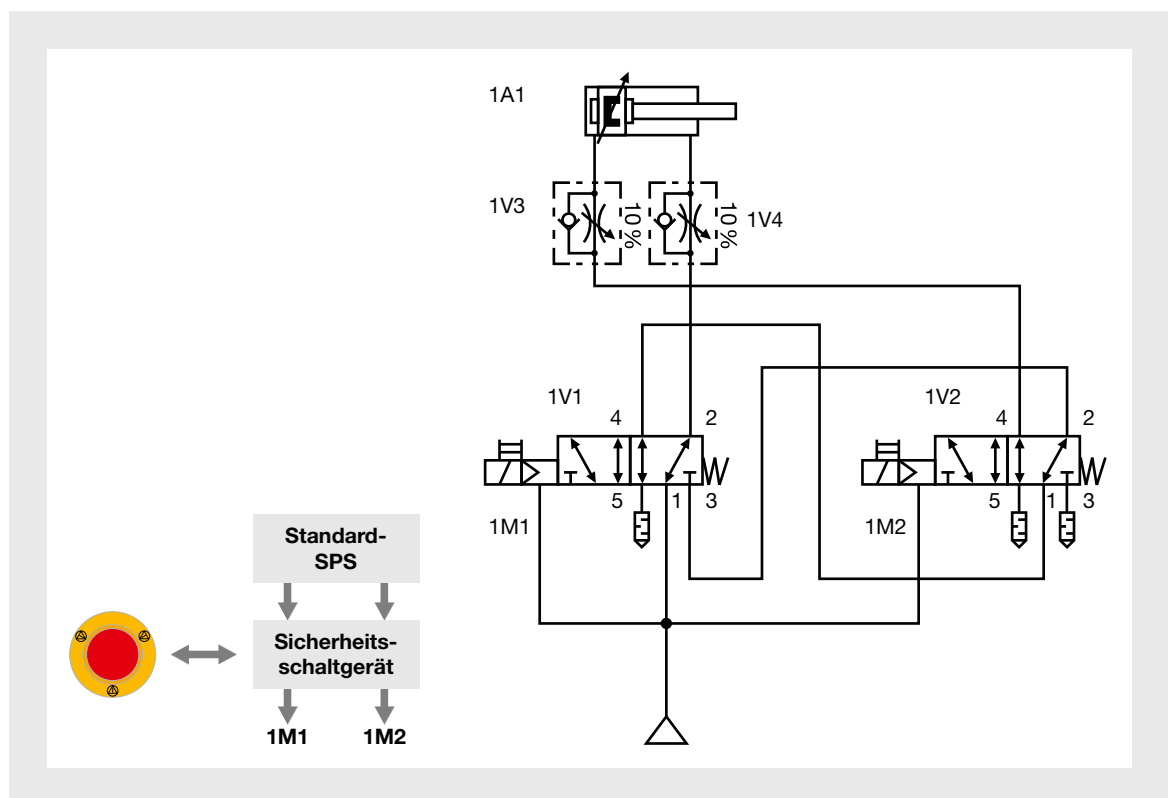 1A1
1V3
10 %
10 %
1V4
1V1
1V2
4
2
4
2
5
1
3
5
1
3
1M1
1M2
Standard-
SPS
Sicherheits-
schaltgerät
1M1
1M2